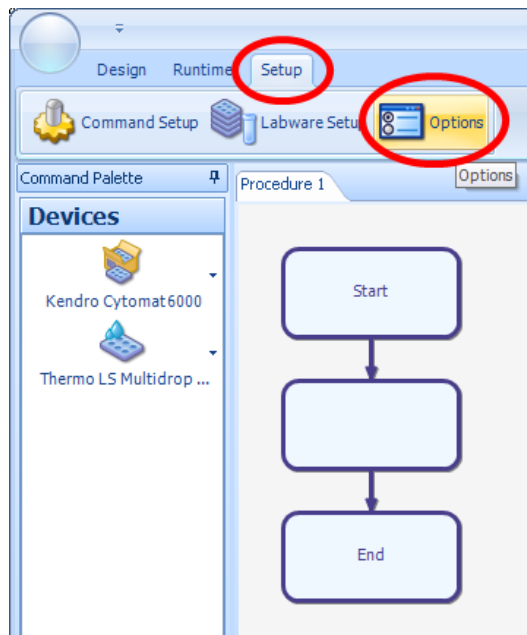 Design Runtime Setup
Command Setup Labware Setu Options
Command Palette
Procedure 1
Options
Devices
Kendro Cytomat6000
Thermo LS Multidrop ...
Start
End